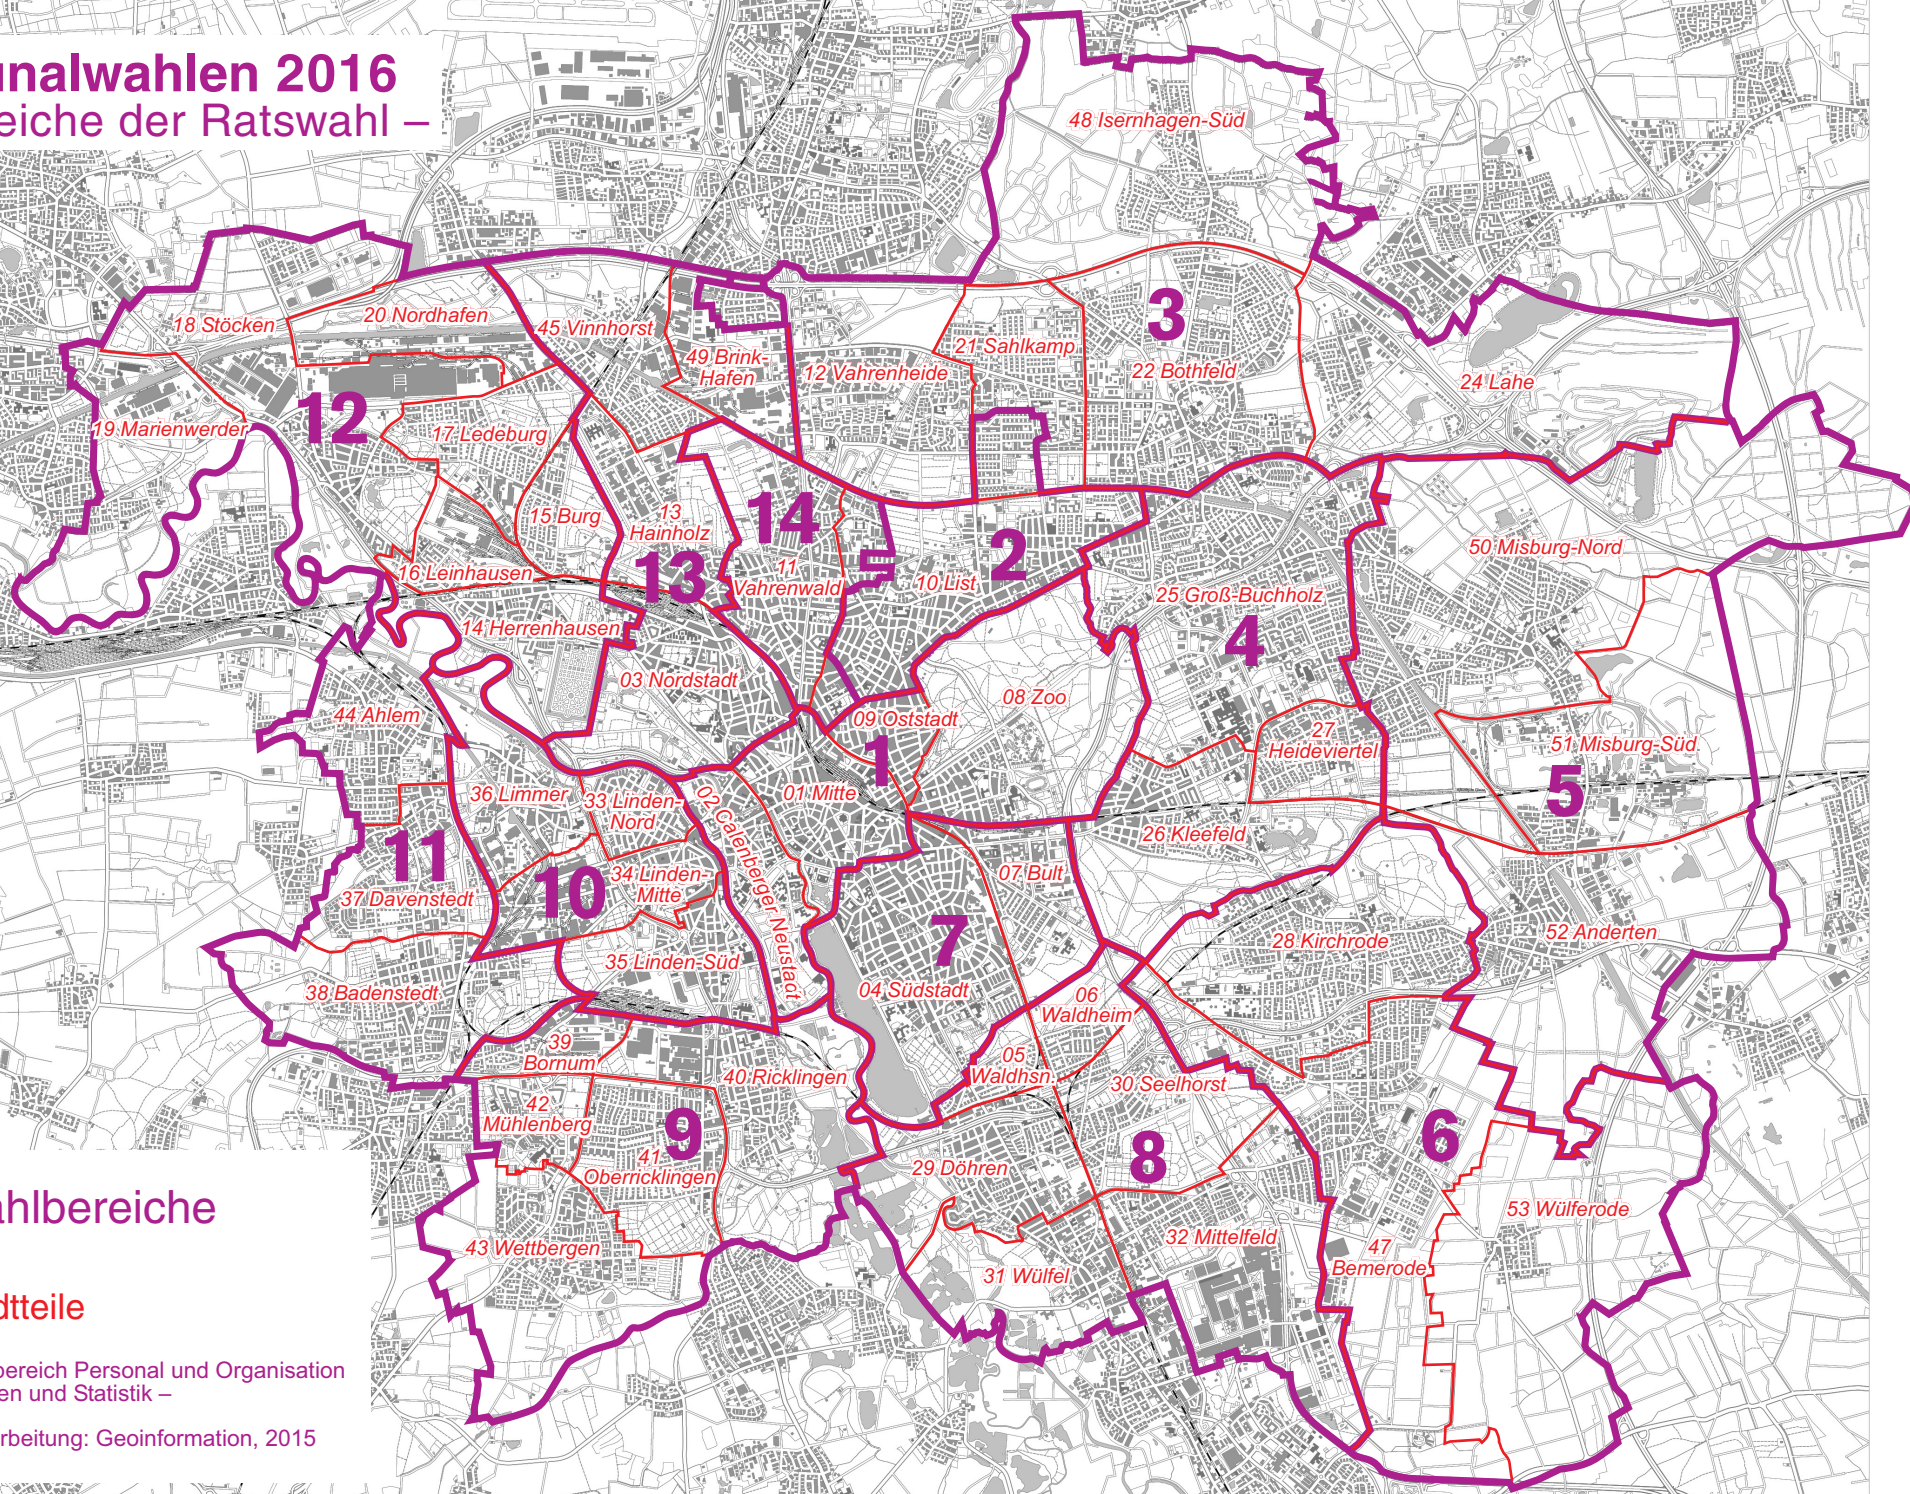 unalwahlen 2016
eiche der Ratswahl –
48 Isernhagen-Süd
18 Stöcken
20 Nordhafen
45 Vinnhorst
3
49 Brink-
Hafen
12 Vahrenheide
21 Sahlkamp
22 Bothfeld
24 Lahe
12
19 Marienwerder
17 Ledeburg
15 Burg
13
Hainholz
14
2
50 Misburg-Nord
16 Leinhausen
13
11
Vahrenwald
10 List
25 Groß-Buchholz
14 Herrenhausen
4
03 Nordstadt
08 Zoo
44 Ahlem
09 Oststadt
27
Heideviertel
51 Misburg-Süd
1
36 Limmer
33 Linden-
Nord
02 Calenberger Neustadt
01 Mitte
5
26 Kleefeld
11
37 Davenstedt
10
34 Linden-
Mitte
07 Bult
7
28 Kirchrode
52 Anderten
35 Linden-Süd
38 Badenstedt
04 Südstadt
06
Waldheim
39
Bornum
40 Ricklingen
05
Waldhsn.
30 Seelhorst
42
Mühlenberg
9
41
Oberricklingen
29 Döhren
8
6
53 Wülferode
43 Wettbergen
31 Wülfel
32 Mittelfeld
47
Bemerode
ahlbereiche
dtteile
bereich Personal und Organisation
en und Statistik –
rbeitung: Geoinformation, 2015